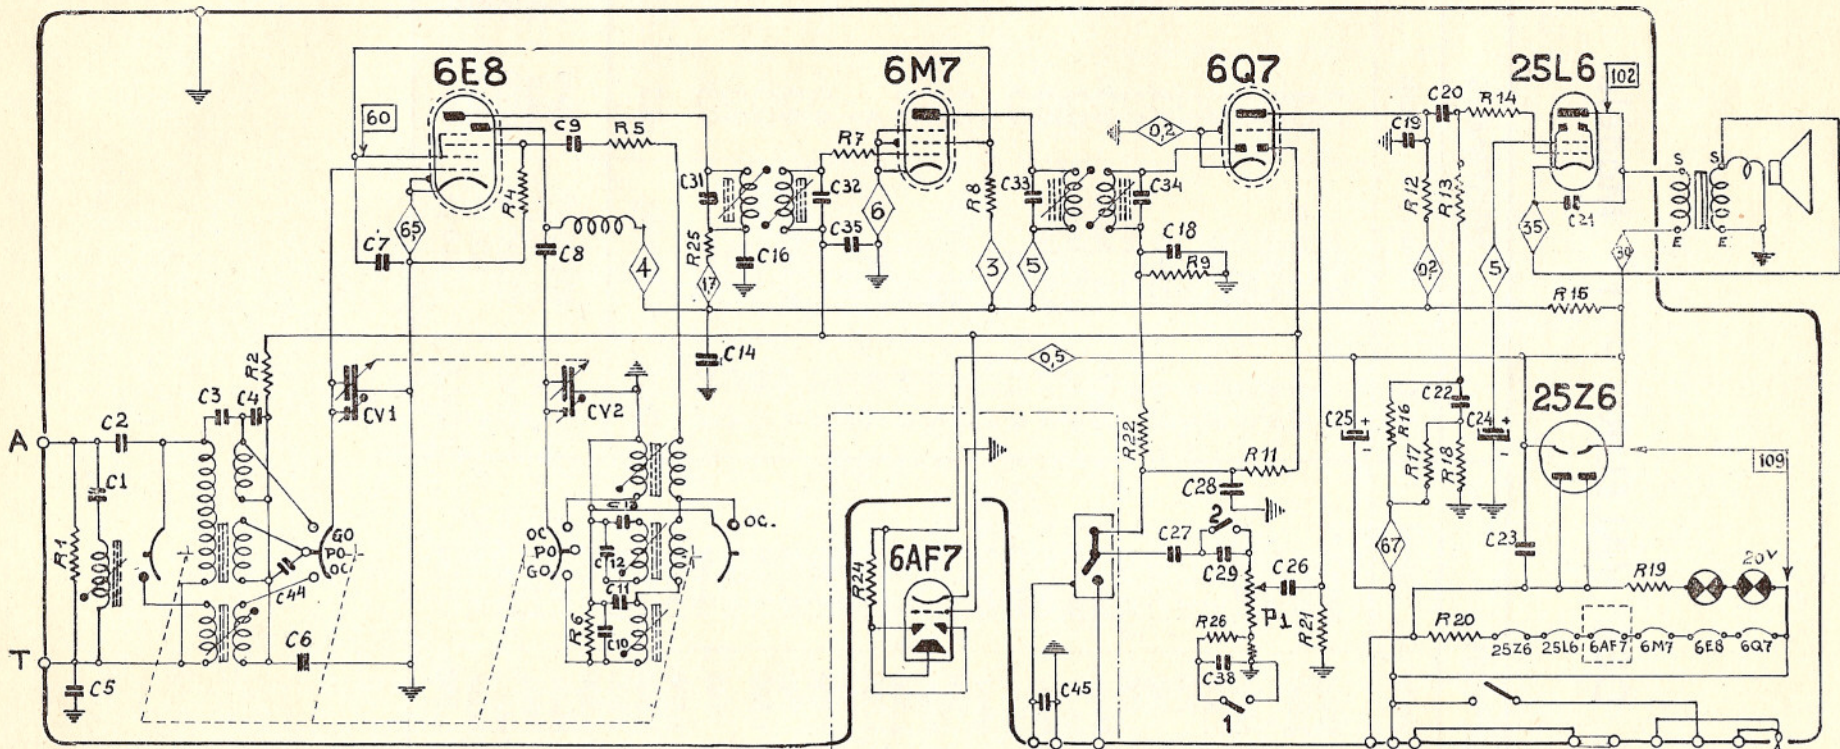 6E8
6M7
6Q7
25L6
102
60
C9
R5
R4
C7
65
C8
4
C31
R25
17
C16
R7
C32
C35
6
R8
3
C33
5
C34
C18
R9
0,2
C19
C20
R14
R12
R13
0,2
5
35
C21
30
S
S
E
E
R15
C14
R2
C3
C4
CV1
CV2
0,5
A
C2
C1
R1
C5
T
C6
C44
GO
PO
OC
OC
PO
GO
OC.
C12
C11
C10
R6
6AF7
R24
R22
R11
C28
2
C27
C29
C26
P1
R26
C38
1
R21
C45
C25
+
-
R16
R17
R18
C22
C24
+
-
67
25Z6
109
C23
20V
R19
R20
25Z6
25L6
6AF7
6M7
6E8
6Q7